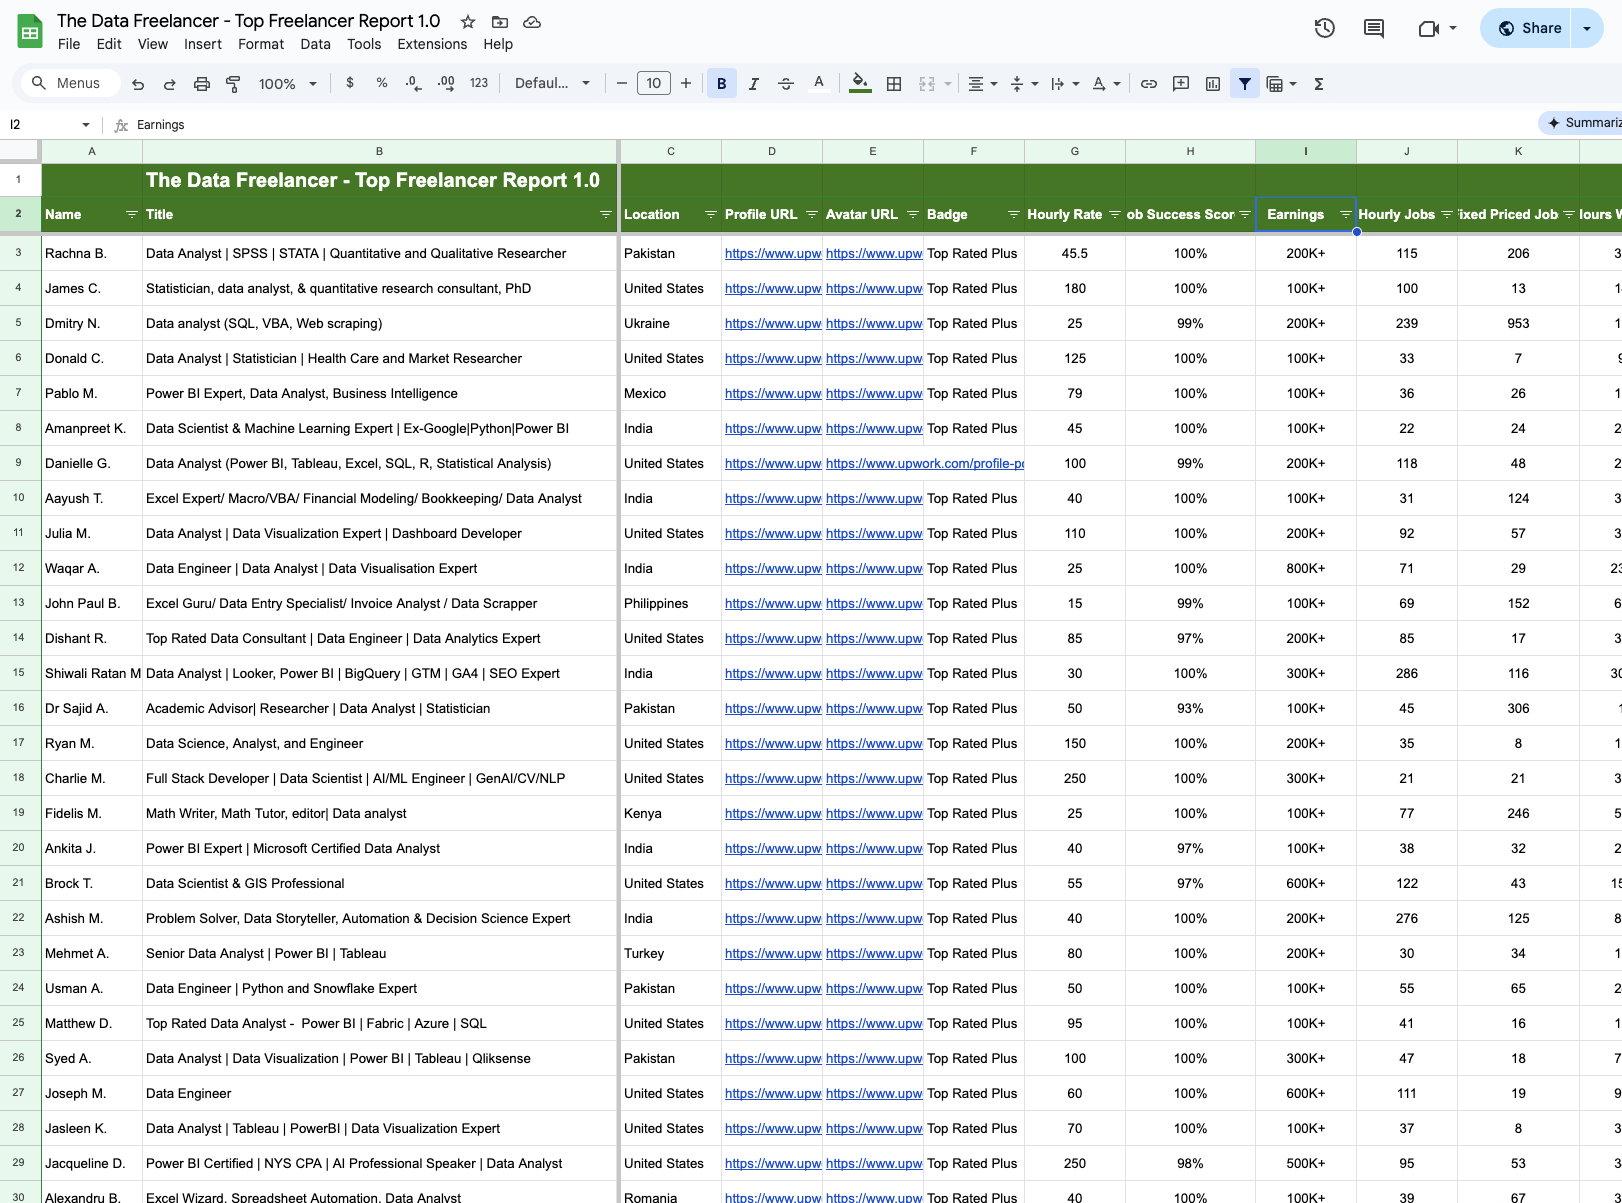 The Data Freelancer - Top Freelancer Report 1.0
File Edit View Insert Format Data Tools Extensions Help
Share
Menus 100% $ % .0 .00 123 Defaul... 10 B I A Σ
I2 fx Earnings Summariz
A B C D E F G H I J K
1 The Data Freelancer - Top Freelancer Report 1.0
2 Name Title Location Profile URL Avatar URL Badge Hourly Rate ob Success Scor Earnings Hourly Jobs ixed Priced Job lours W
3 Rachna B. Data Analyst | SPSS | STATA | Quantitative and Qualitative Researcher Pakistan https://www.upw https://www.upw Top Rated Plus 45.5 100% 200K+ 115 206 3
4 James C. Statistician, data analyst, & quantitative research consultant, PhD United States https://www.upw https://www.upw Top Rated Plus 180 100% 100K+ 100 13 1
5 Dmitry N. Data analyst (SQL, VBA, Web scraping) Ukraine https://www.upw https://www.upw Top Rated Plus 25 99% 200K+ 239 953 1
6 Donald C. Data Analyst | Statistician | Health Care and Market Researcher United States https://www.upw https://www.upw Top Rated Plus 125 100% 100K+ 33 7 9
7 Pablo M. Power BI Expert, Data Analyst, Business Intelligence Mexico https://www.upw https://www.upw Top Rated Plus 79 100% 100K+ 36 26 1
8 Amanpreet K. Data Scientist & Machine Learning Expert | Ex-Google|Python|Power BI India https://www.upw https://www.upw Top Rated Plus 45 100% 100K+ 22 24 2
9 Danielle G. Data Analyst (Power BI, Tableau, Excel, SQL, R, Statistical Analysis) United States https://www.upw https://www.upwork.com/profile-po 100 99% 200K+ 118 48 2
10 Aayush T. Excel Expert/ Macro/VBA/ Financial Modeling/ Bookkeeping/ Data Analyst India https://www.upw https://www.upw Top Rated Plus 40 100% 100K+ 31 124 3
11 Julia M. Data Analyst | Data Visualization Expert | Dashboard Developer United States https://www.upw https://www.upw Top Rated Plus 110 100% 200K+ 92 57 3
12 Waqar A. Data Engineer | Data Analyst | Data Visualisation Expert India https://www.upw https://www.upw Top Rated Plus 25 100% 800K+ 71 29 23
13 John Paul B. Excel Guru/ Data Entry Specialist/ Invoice Analyst / Data Scrapper Philippines https://www.upw https://www.upw Top Rated Plus 15 99% 100K+ 69 152 6
14 Dishant R. Top Rated Data Consultant | Data Engineer | Data Analytics Expert United States https://www.upw https://www.upw Top Rated Plus 85 97% 200K+ 85 17 3
15 Shiwali Ratan M Data Analyst | Looker, Power BI | BigQuery | GTM | GA4 | SEO Expert India https://www.upw https://www.upw Top Rated Plus 30 100% 300K+ 286 116 30
16 Dr Sajid A. Academic Advisor| Researcher | Data Analyst | Statistician Pakistan https://www.upw https://www.upw Top Rated Plus 50 93% 100K+ 45 306 1
17 Ryan M. Data Science, Analyst, and Engineer United States https://www.upw https://www.upw Top Rated Plus 150 100% 200K+ 35 8 1
18 Charlie M. Full Stack Developer | Data Scientist | AI/ML Engineer | GenAI/CV/NLP United States https://www.upw https://www.upw Top Rated Plus 250 100% 300K+ 21 21 3
19 Fidelis M. Math Writer, Math Tutor, editor| Data analyst Kenya https://www.upw https://www.upw Top Rated Plus 25 100% 100K+ 77 246 5
20 Ankita J. Power BI Expert | Microsoft Certified Data Analyst India https://www.upw https://www.upw Top Rated Plus 40 97% 100K+ 38 32 2
21 Brock T. Data Scientist & GIS Professional United States https://www.upw https://www.upw Top Rated Plus 55 97% 600K+ 122 43 15
22 Ashish M. Problem Solver, Data Storyteller, Automation & Decision Science Expert India https://www.upw https://www.upw Top Rated Plus 40 100% 200K+ 276 125 8
23 Mehmet A. Senior Data Analyst | Power BI | Tableau Turkey https://www.upw https://www.upw Top Rated Plus 80 100% 200K+ 30 34 1
24 Usman A. Data Engineer | Python and Snowflake Expert Pakistan https://www.upw https://www.upw Top Rated Plus 50 100% 100K+ 55 65 2
25 Matthew D. Top Rated Data Analyst - Power BI | Fabric | Azure | SQL United States https://www.upw https://www.upw Top Rated Plus 95 100% 100K+ 41 16 1
26 Syed A. Data Analyst | Data Visualization | Power BI | Tableau | Qliksense Pakistan https://www.upw https://www.upw Top Rated Plus 100 100% 300K+ 47 18 7
27 Joseph M. Data Engineer United States https://www.upw https://www.upw Top Rated Plus 60 100% 600K+ 111 19 9
28 Jasleen K. Data Analyst | Tableau | PowerBI | Data Visualization Expert United States https://www.upw https://www.upw Top Rated Plus 70 100% 100K+ 37 8 3
29 Jacqueline D. Power BI Certified | NYS CPA | AI Professional Speaker | Data Analyst United States https://www.upw https://www.upw Top Rated Plus 250 98% 500K+ 95 53 3
30 Alexandru B. Excel Wizard, Spreadsheet Automation, Data Analyst Romania https://www.upw https://www.upw Top Rated Plus 40 100% 100K+ 39 67 3